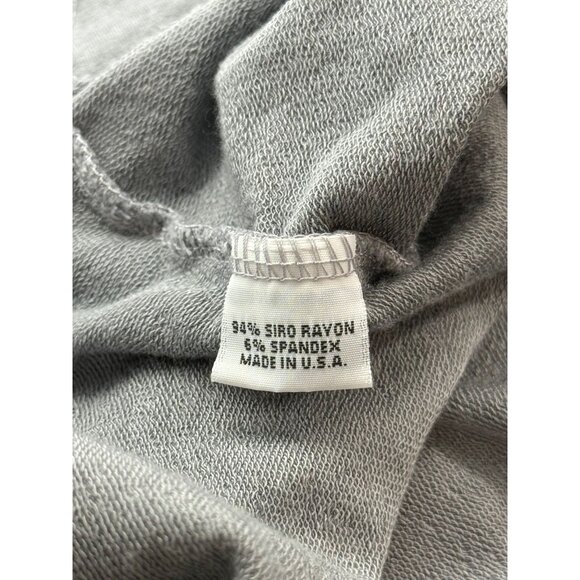 94% SIRO RAYON
6% SPANDEX
MADE IN U.S.A.